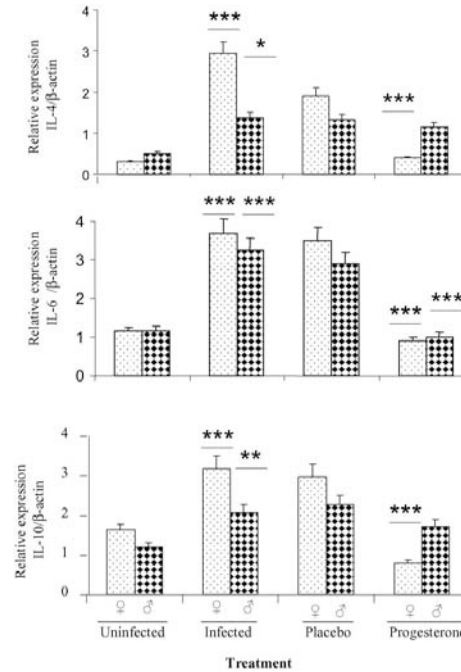 4
***
*
3
2
***
1
0
Relative expression
IL-4/β-actin
*** ***
4
3
2
*** ***
1
0
Relative expression
IL-6 /β-actin
4
***
**
3
***
2
1
0
Relative expression
IL-10/β-actin
♀ ♂ ♀ ♂ ♀ ♂ ♀ ♂
Uninfected Infected Placebo Progesterone
Treatment